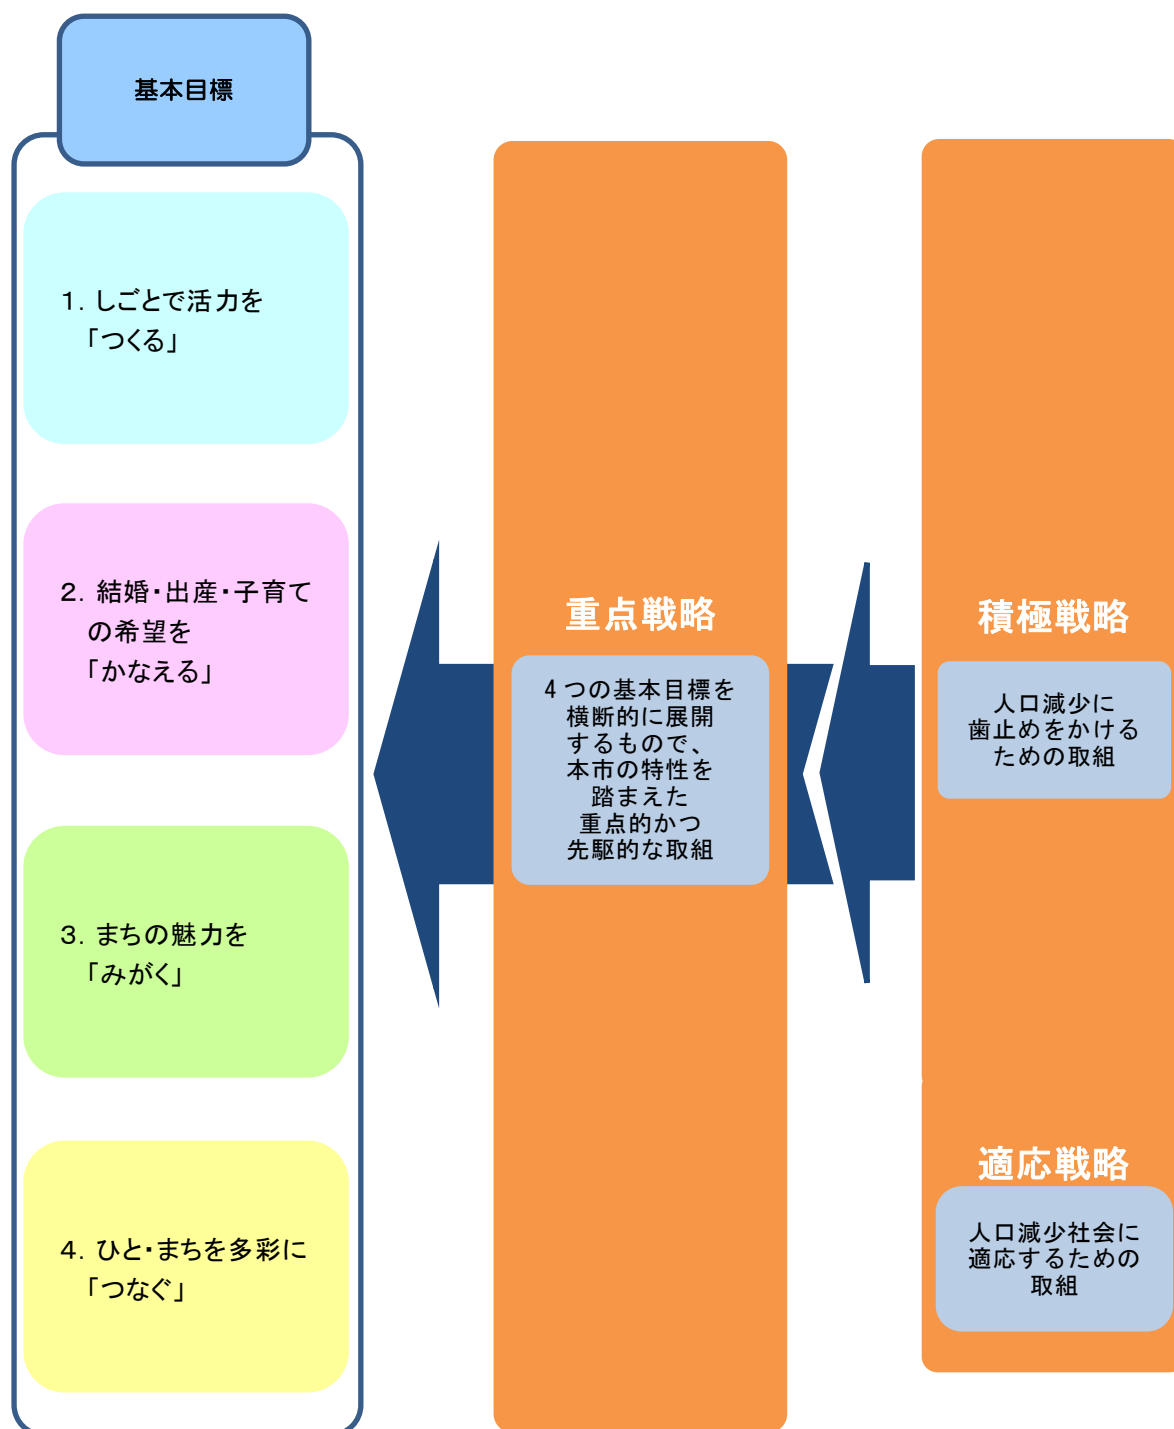 基本目標
１．しごとで活力を
「つくる」
２．結婚・出産・子育て
の希望を
「かなえる」
３．まちの魅力を
「みがく」
４．ひと・まちを多彩に
「つなぐ」
重点戦略
4 つの基本目標を
横断的に展開
するもので、
本市の特性を
踏まえた
重点的かつ
先駆的な取組
積極戦略
人口減少に
歯止めをかける
ための取組
適応戦略
人口減少社会に
適応するための
取組